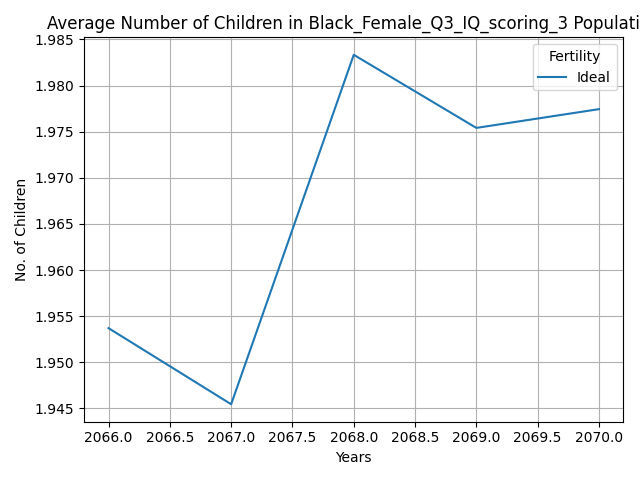 Average Number of Children in Black_Female_Q3_IQ_scoring_3 Populati
1.985
1.980
1.975
1.970
1.965
1.960
1.955
1.950
1.945
No. of Children
Fertility
Ideal
2066.0 2066.5 2067.0 2067.5 2068.0 2068.5 2069.0 2069.5 2070.0
Years